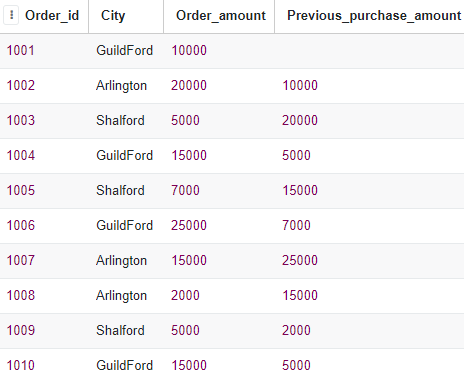 Order_id City Order_amount Previous_purchase_amount
1001 GuildFord 10000
1002 Arlington 20000 10000
1003 Shalford 5000 20000
1004 GuildFord 15000 5000
1005 Shalford 7000 15000
1006 GuildFord 25000 7000
1007 Arlington 15000 25000
1008 Arlington 2000 15000
1009 Shalford 5000 2000
1010 GuildFord 15000 5000